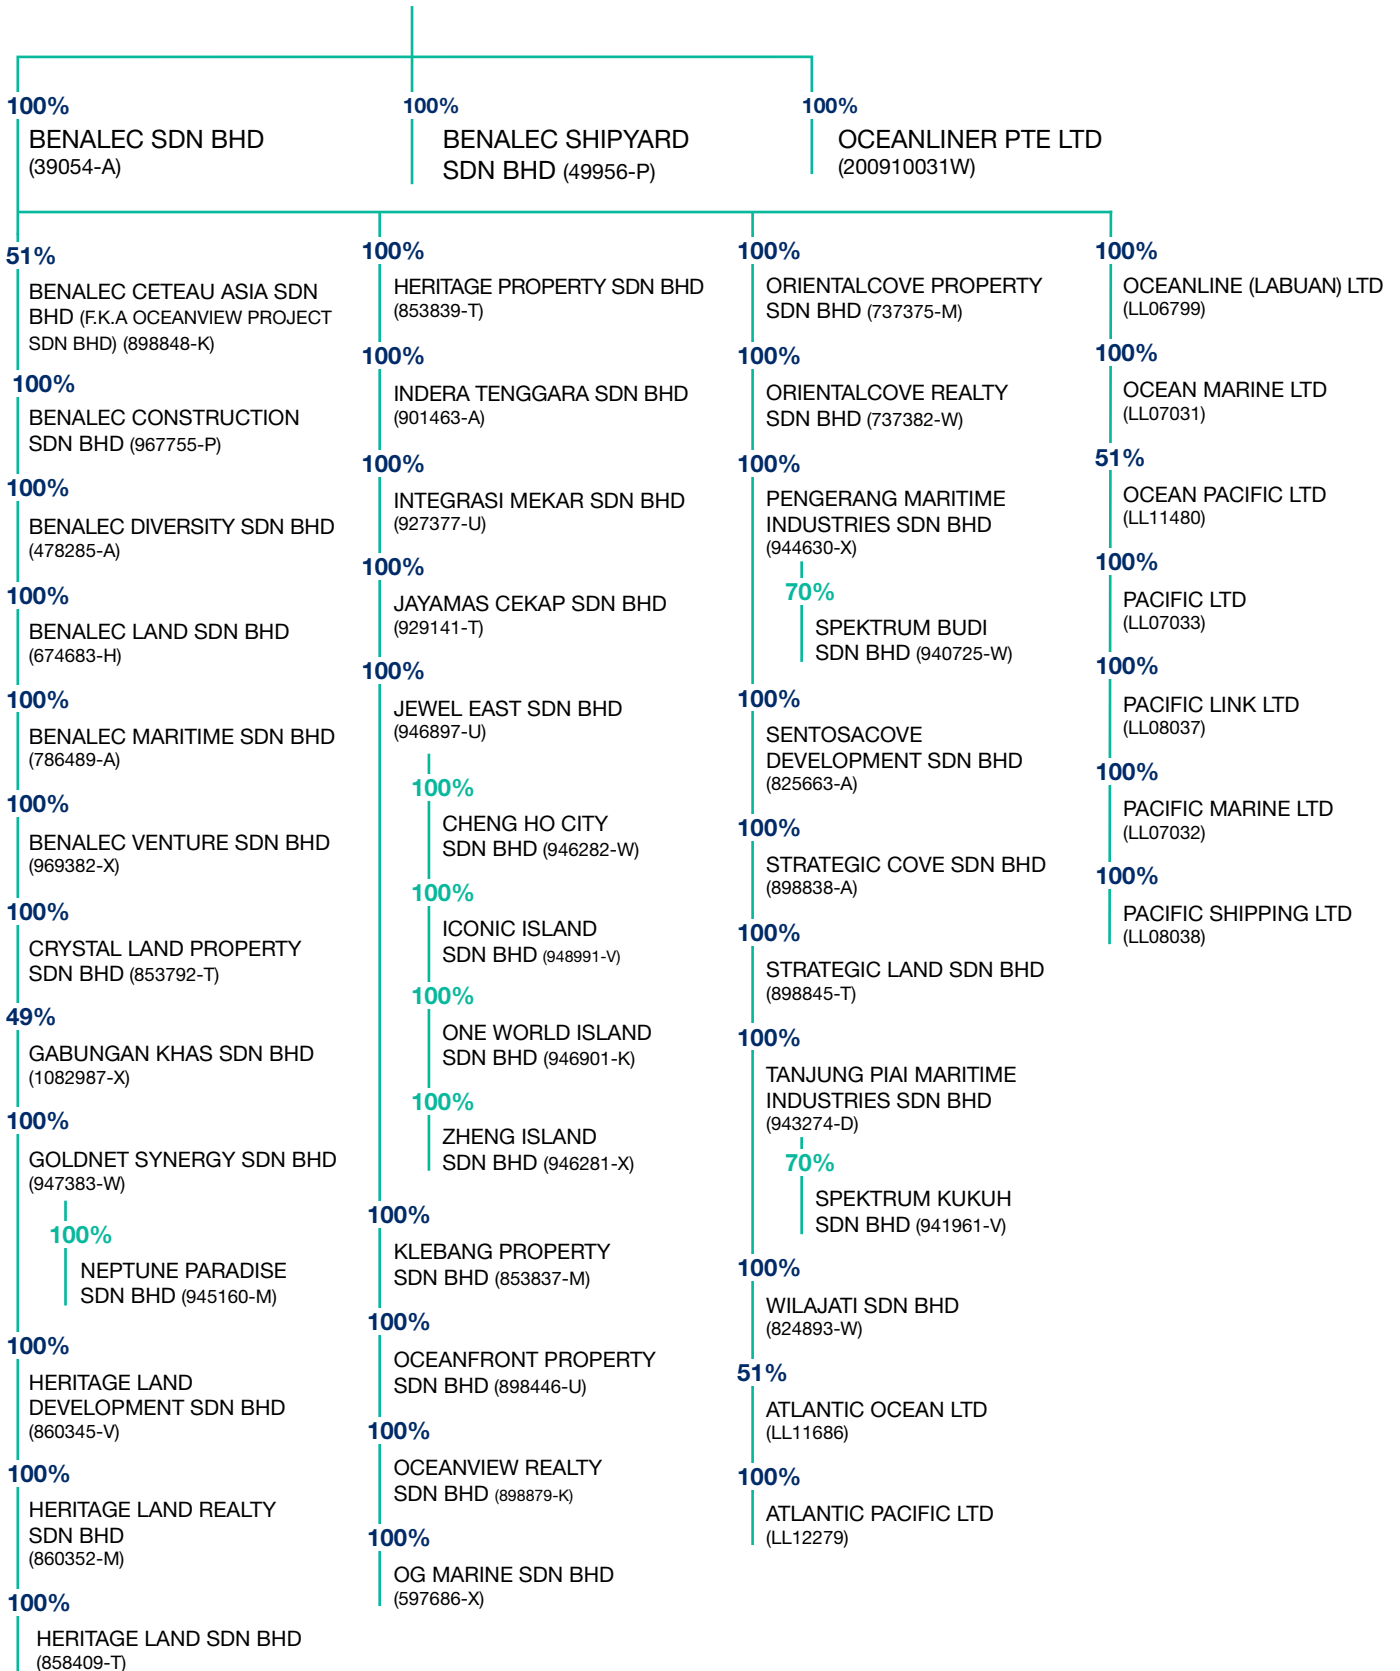 100%
BENALEC SDN BHD
(39054-A)
100%
BENALEC SHIPYARD
SDN BHD (49956-P)
100%
OCEANLINER PTE LTD
(200910031W)
51%
BENALEC CETEAU ASIA SDN
BHD (F.K.A OCEANVIEW PROJECT
SDN BHD) (898848-K)
100%
BENALEC CONSTRUCTION
SDN BHD (967755-P)
100%
BENALEC DIVERSITY SDN BHD
(478285-A)
100%
BENALEC LAND SDN BHD
(674683-H)
100%
BENALEC MARITIME SDN BHD
(786489-A)
100%
BENALEC VENTURE SDN BHD
(969382-X)
100%
CRYSTAL LAND PROPERTY
SDN BHD (853792-T)
49%
GABUNGAN KHAS SDN BHD
(1082987-X)
100%
GOLDNET SYNERGY SDN BHD
(947383-W)
100%
NEPTUNE PARADISE
SDN BHD (945160-M)
100%
HERITAGE LAND
DEVELOPMENT SDN BHD
(860345-V)
100%
HERITAGE LAND REALTY
SDN BHD
(860352-M)
100%
HERITAGE LAND SDN BHD
(858409-T)
100%
HERITAGE PROPERTY SDN BHD
(853839-T)
100%
INDERA TENGGARA SDN BHD
(901463-A)
100%
INTEGRASI MEKAR SDN BHD
(927377-U)
100%
JAYAMAS CEKAP SDN BHD
(929141-T)
100%
JEWEL EAST SDN BHD
(946897-U)
100%
CHENG HO CITY
SDN BHD (946282-W)
100%
ICONIC ISLAND
SDN BHD (948991-V)
100%
ONE WORLD ISLAND
SDN BHD (946901-K)
100%
ZHENG ISLAND
SDN BHD (946281-X)
100%
KLEBANG PROPERTY
SDN BHD (853837-M)
100%
OCEANFRONT PROPERTY
SDN BHD (898446-U)
100%
OCEANVIEW REALTY
SDN BHD (898879-K)
100%
OG MARINE SDN BHD
(597686-X)
100%
ORIENTALCOVE PROPERTY
SDN BHD (737375-M)
100%
ORIENTALCOVE REALTY
SDN BHD (737382-W)
100%
PENGERANG MARITIME
INDUSTRIES SDN BHD
(944630-X)
70%
SPEKTRUM BUDI
SDN BHD (940725-W)
100%
SENTOSACOVE
DEVELOPMENT SDN BHD
(825663-A)
100%
STRATEGIC COVE SDN BHD
(898838-A)
100%
STRATEGIC LAND SDN BHD
(898845-T)
100%
TANJUNG PIAI MARITIME
INDUSTRIES SDN BHD
(943274-D)
70%
SPEKTRUM KUKUH
SDN BHD (941961-V)
100%
WILAJATI SDN BHD
(824893-W)
51%
ATLANTIC OCEAN LTD
(LL11686)
100%
ATLANTIC PACIFIC LTD
(LL12279)
100%
OCEANLINE (LABUAN) LTD
(LL06799)
100%
OCEAN MARINE LTD
(LL07031)
51%
OCEAN PACIFIC LTD
(LL11480)
100%
PACIFIC LTD
(LL07033)
100%
PACIFIC LINK LTD
(LL08037)
100%
PACIFIC MARINE LTD
(LL07032)
100%
PACIFIC SHIPPING LTD
(LL08038)